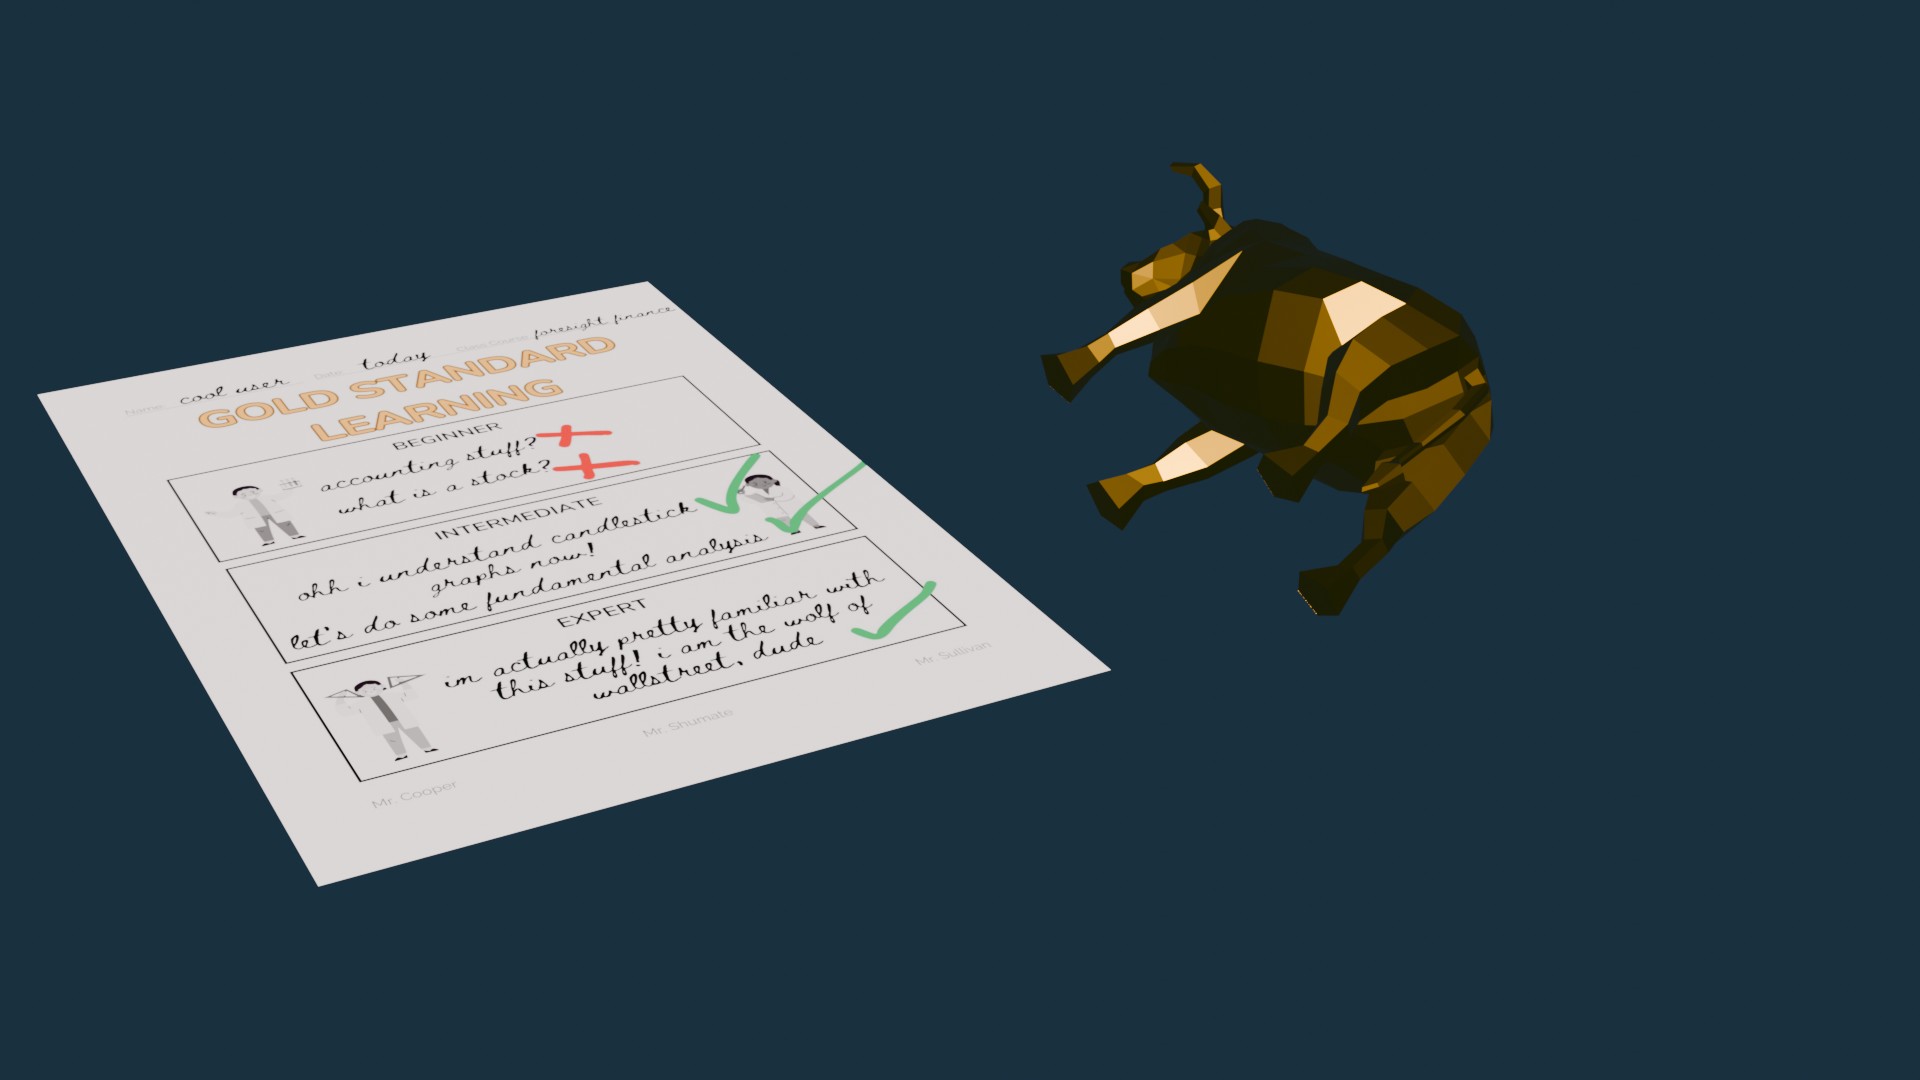 Name: cool user Date: today Class/Course: foresight finance
GOLD STANDARD
LEARNING
BEGINNER
accounting stuff?
what is a stock?
INTERMEDIATE
ohh i understand candlestick
graphs now!
let's do some fundamental analysis
EXPERT
im actually pretty familiar with
this stuff! i am the wolf of
wallstreet, dude
Mr. Cooper
Mr. Shumate
Mr. Sullivan